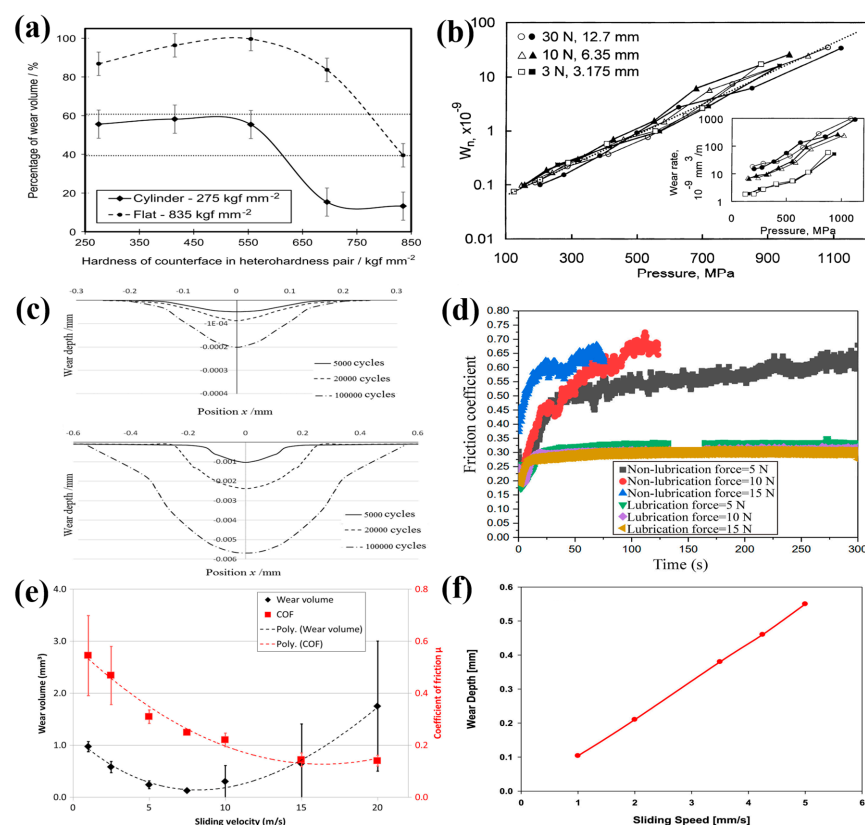 (a)
Percentage of wear volume / %
100
80
60
40
20
0
Cylinder - 275 kgf mm⁻²
Flat - 835 kgf mm⁻²
250 350 450 550 650 750 850
Hardness of counterface in heterohardness pair / kgf mm⁻²
(b)
Wₙ, x10⁻⁹
100
10
1
0.1
0.01
30 N, 12.7 mm
10 N, 6.35 mm
3 N, 3.175 mm
Wear rate,
10⁻⁹ mm³/m
1000
100
10
1
0 500 1000
Pressure, MPa
100 300 500 700 900 1100
Pressure, MPa
(c)
-0.3 -0.2 -0.1 0 0.1 0.2 0.3
Wear depth /mm
-1E-04
-0.0002
-0.0003
-0.0004
5000 cycles
20000 cycles
100000 cycles
Position x /mm
-0.6 -0.4 -0.2 0 0.2 0.4 0.6
Wear depth /mm
-0.001
-0.002
-0.003
-0.004
-0.005
-0.006
5000 cycles
20000 cycles
100000 cycles
Position x /mm
(d)
Friction coefficient
0.80
0.75
0.70
0.65
0.60
0.55
0.50
0.45
0.40
0.35
0.30
0.25
0.20
0.15
0.10
0.05
0.00
Non-lubrication force=5 N
Non-lubrication force=10 N
Non-lubrication force=15 N
Lubrication force=5 N
Lubrication force=10 N
Lubrication force=15 N
0 50 100 150 200 250 300
Time (s)
(e)
Wear volume (mm³)
4.0
3.0
2.0
1.0
0.0
Wear volume
COF
Poly. (Wear volume)
Poly. (COF)
0.8
0.6
0.4
0.2
0.0
Coefficient of friction μ
0 5 10 15 20
Sliding velocity (m/s)
(f)
Wear Depth [mm]
0.6
0.5
0.4
0.3
0.2
0.1
0
0 1 2 3 4 5 6
Sliding Speed [mm/s]